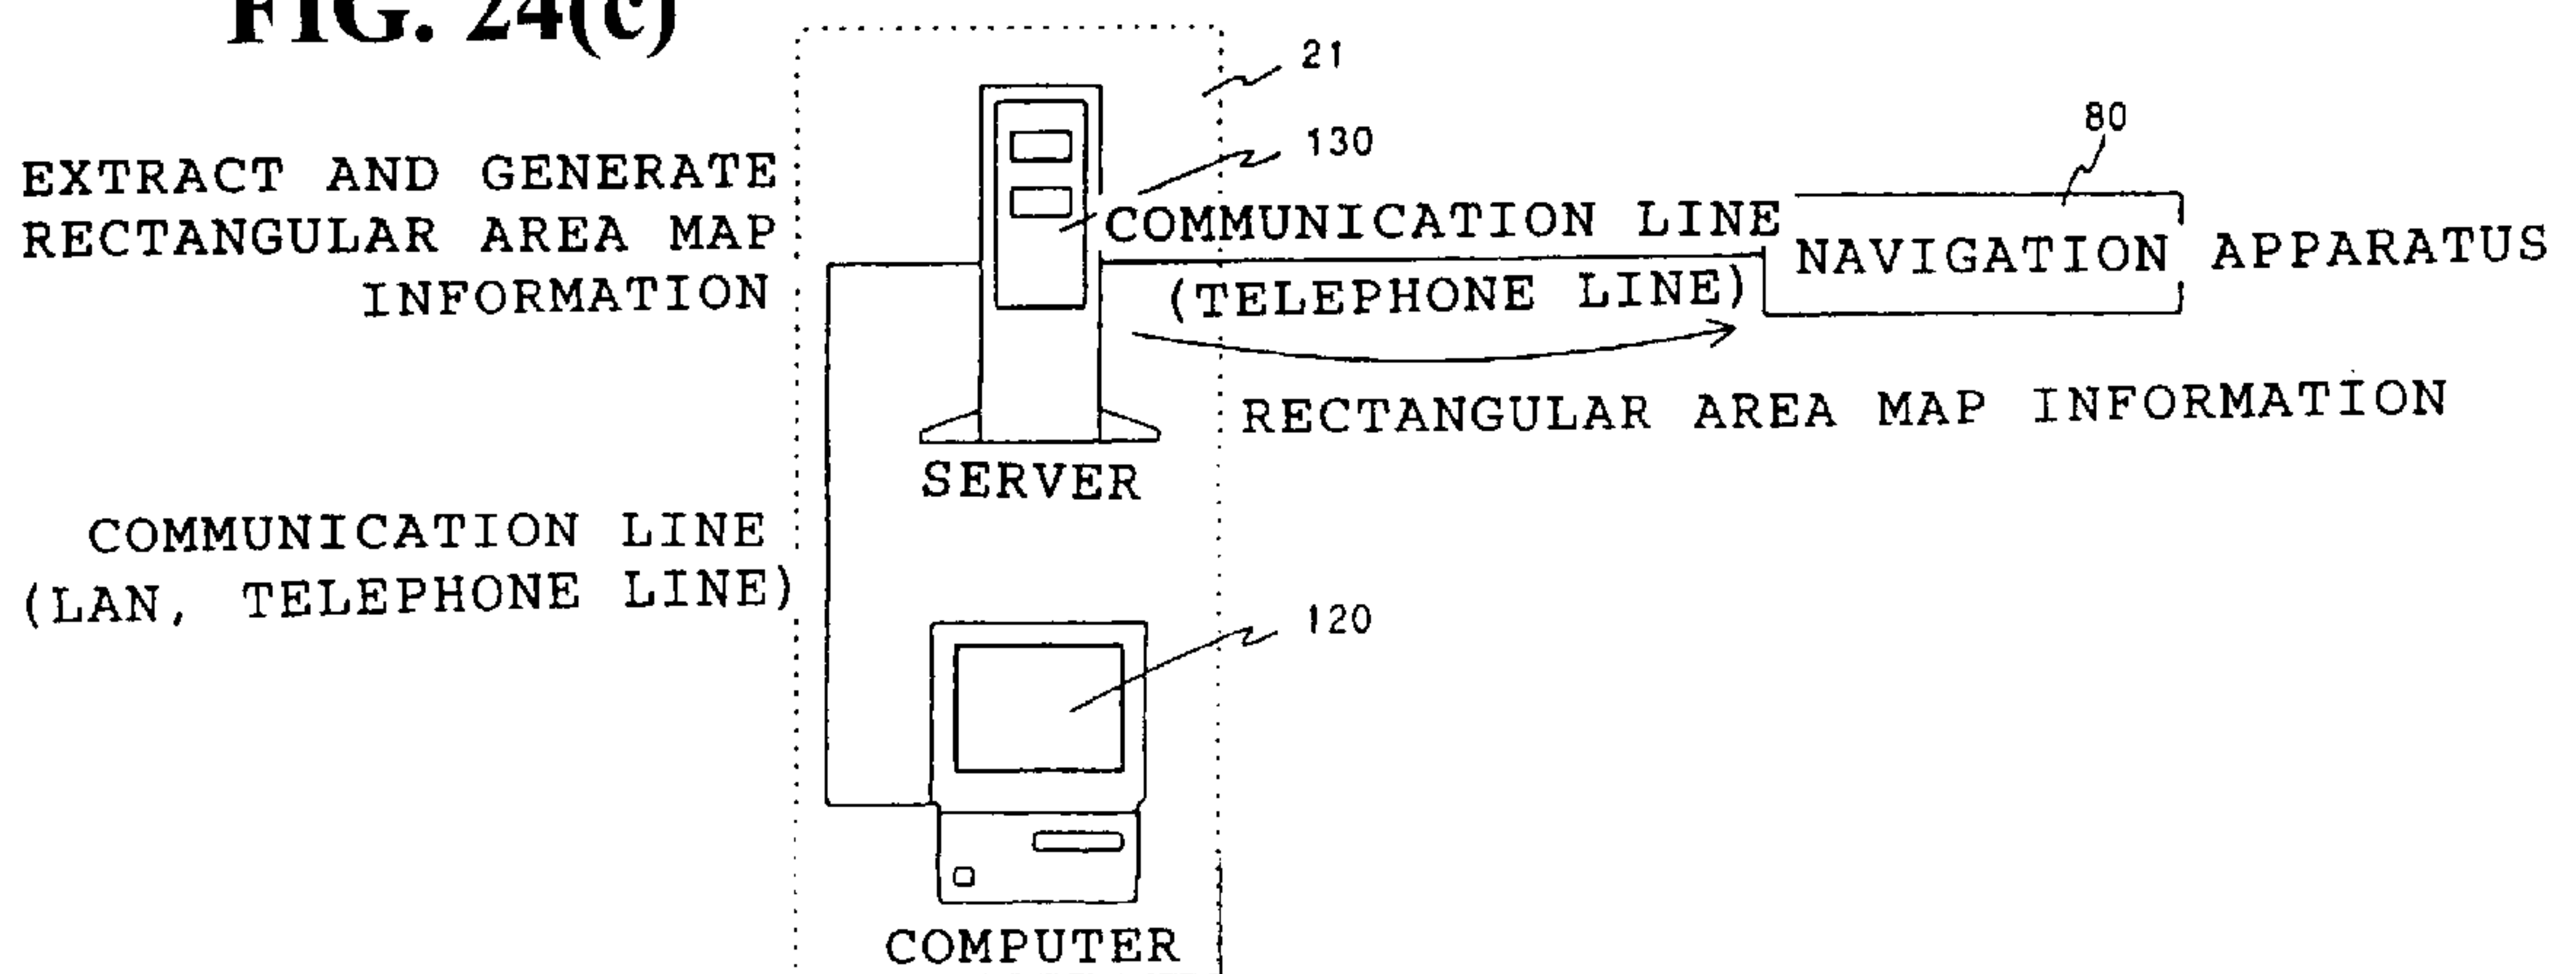 FIG. 24(c)
21
130
80
EXTRACT AND GENERATE
RECTANGULAR AREA MAP
INFORMATION
COMMUNICATION LINE
(TELEPHONE LINE)
NAVIGATION APPARATUS
RECTANGULAR AREA MAP INFORMATION
SERVER
COMMUNICATION LINE
(LAN, TELEPHONE LINE)
120
COMPUTER